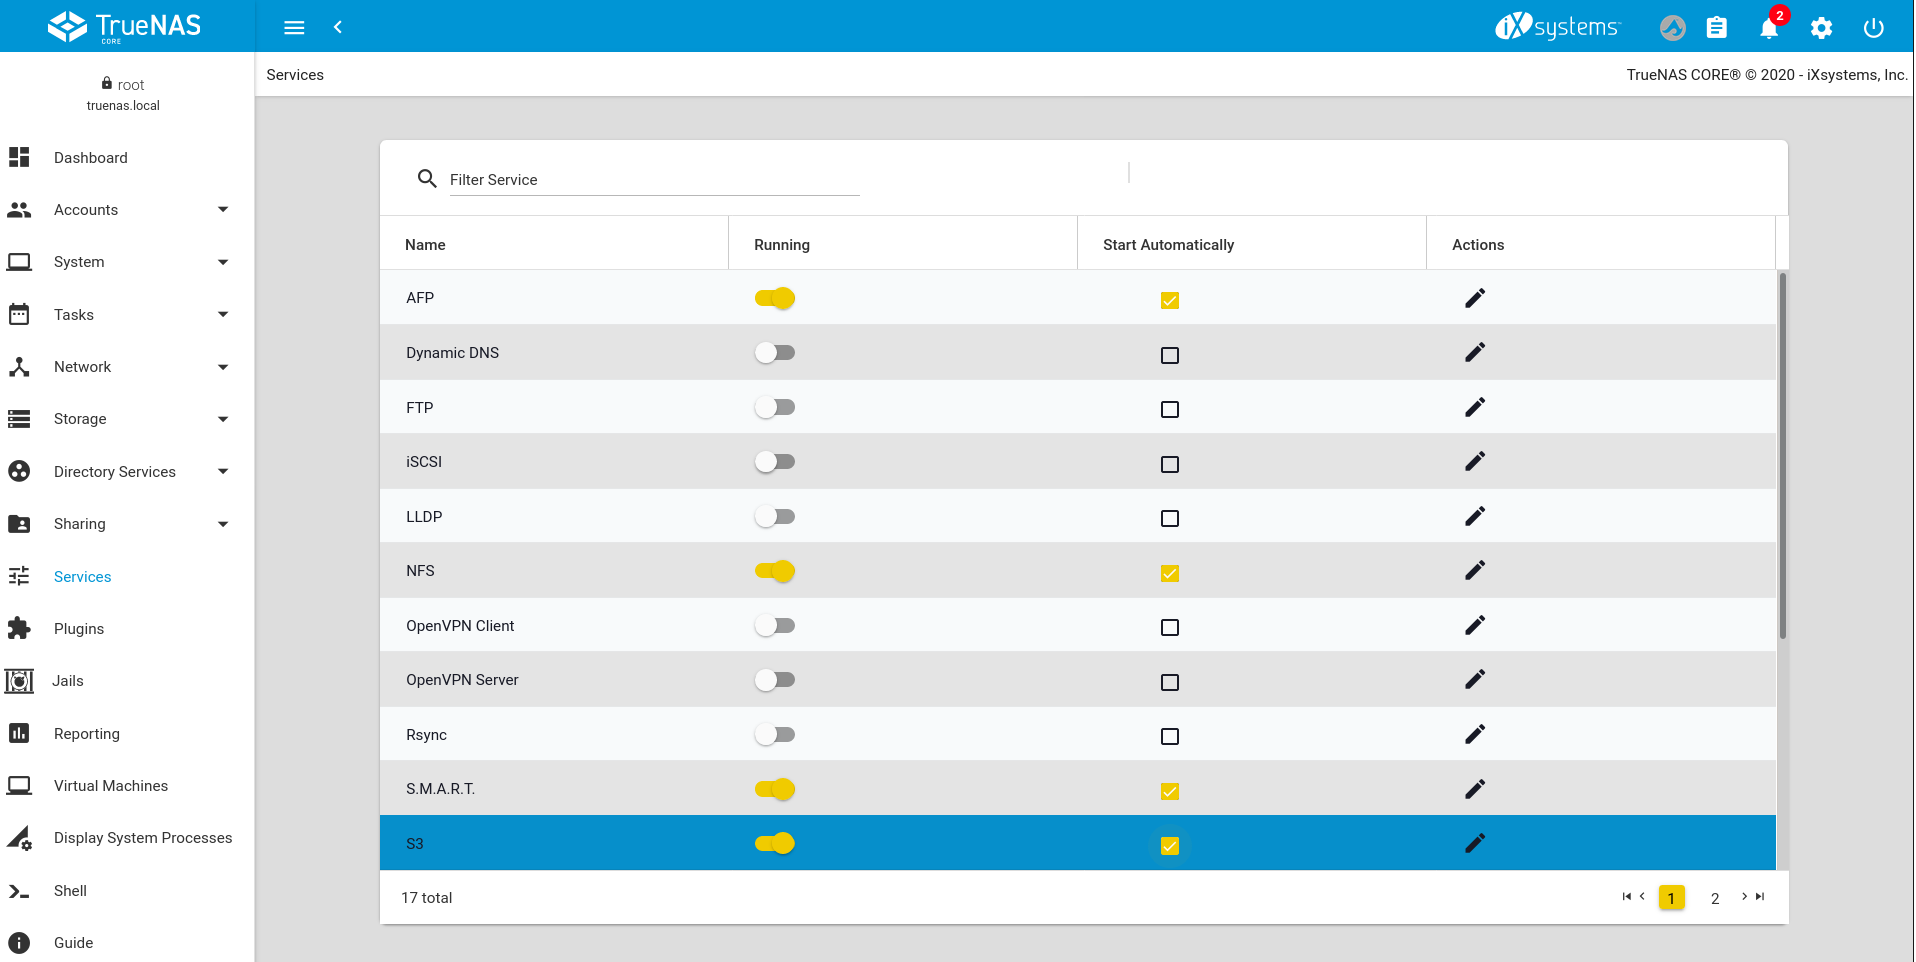 TrueNAS
CORE
iXsystems
2
root
truenas.local
Services
TrueNAS CORE® © 2020 - iXsystems, Inc.
Dashboard
Accounts
System
Tasks
Network
Storage
Directory Services
Sharing
Services
Plugins
Jails
Reporting
Virtual Machines
Display System Processes
Shell
Guide
Filter Service
Name Running Start Automatically Actions
AFP
Dynamic DNS
FTP
iSCSI
LLDP
NFS
OpenVPN Client
OpenVPN Server
Rsync
S.M.A.R.T.
S3
17 total
1 2